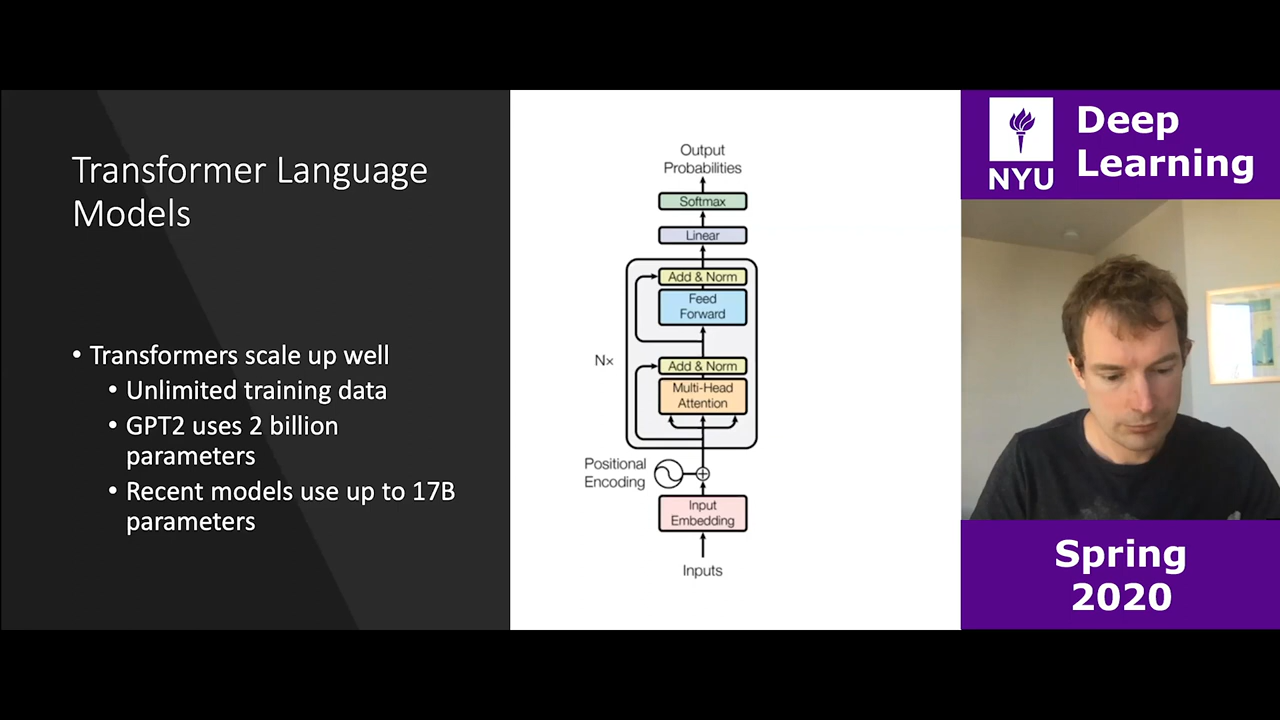 Transformer Language
Models
• Transformers scale up well
• Unlimited training data
• GPT2 uses 2 billion
parameters
• Recent models use up to 17B
parameters
Output
Probabilities
Softmax
Linear
Add & Norm
Feed
Forward
N×
Add & Norm
Multi-Head
Attention
Positional
Encoding
Input
Embedding
Inputs
NYU
Deep
Learning
Spring
2020